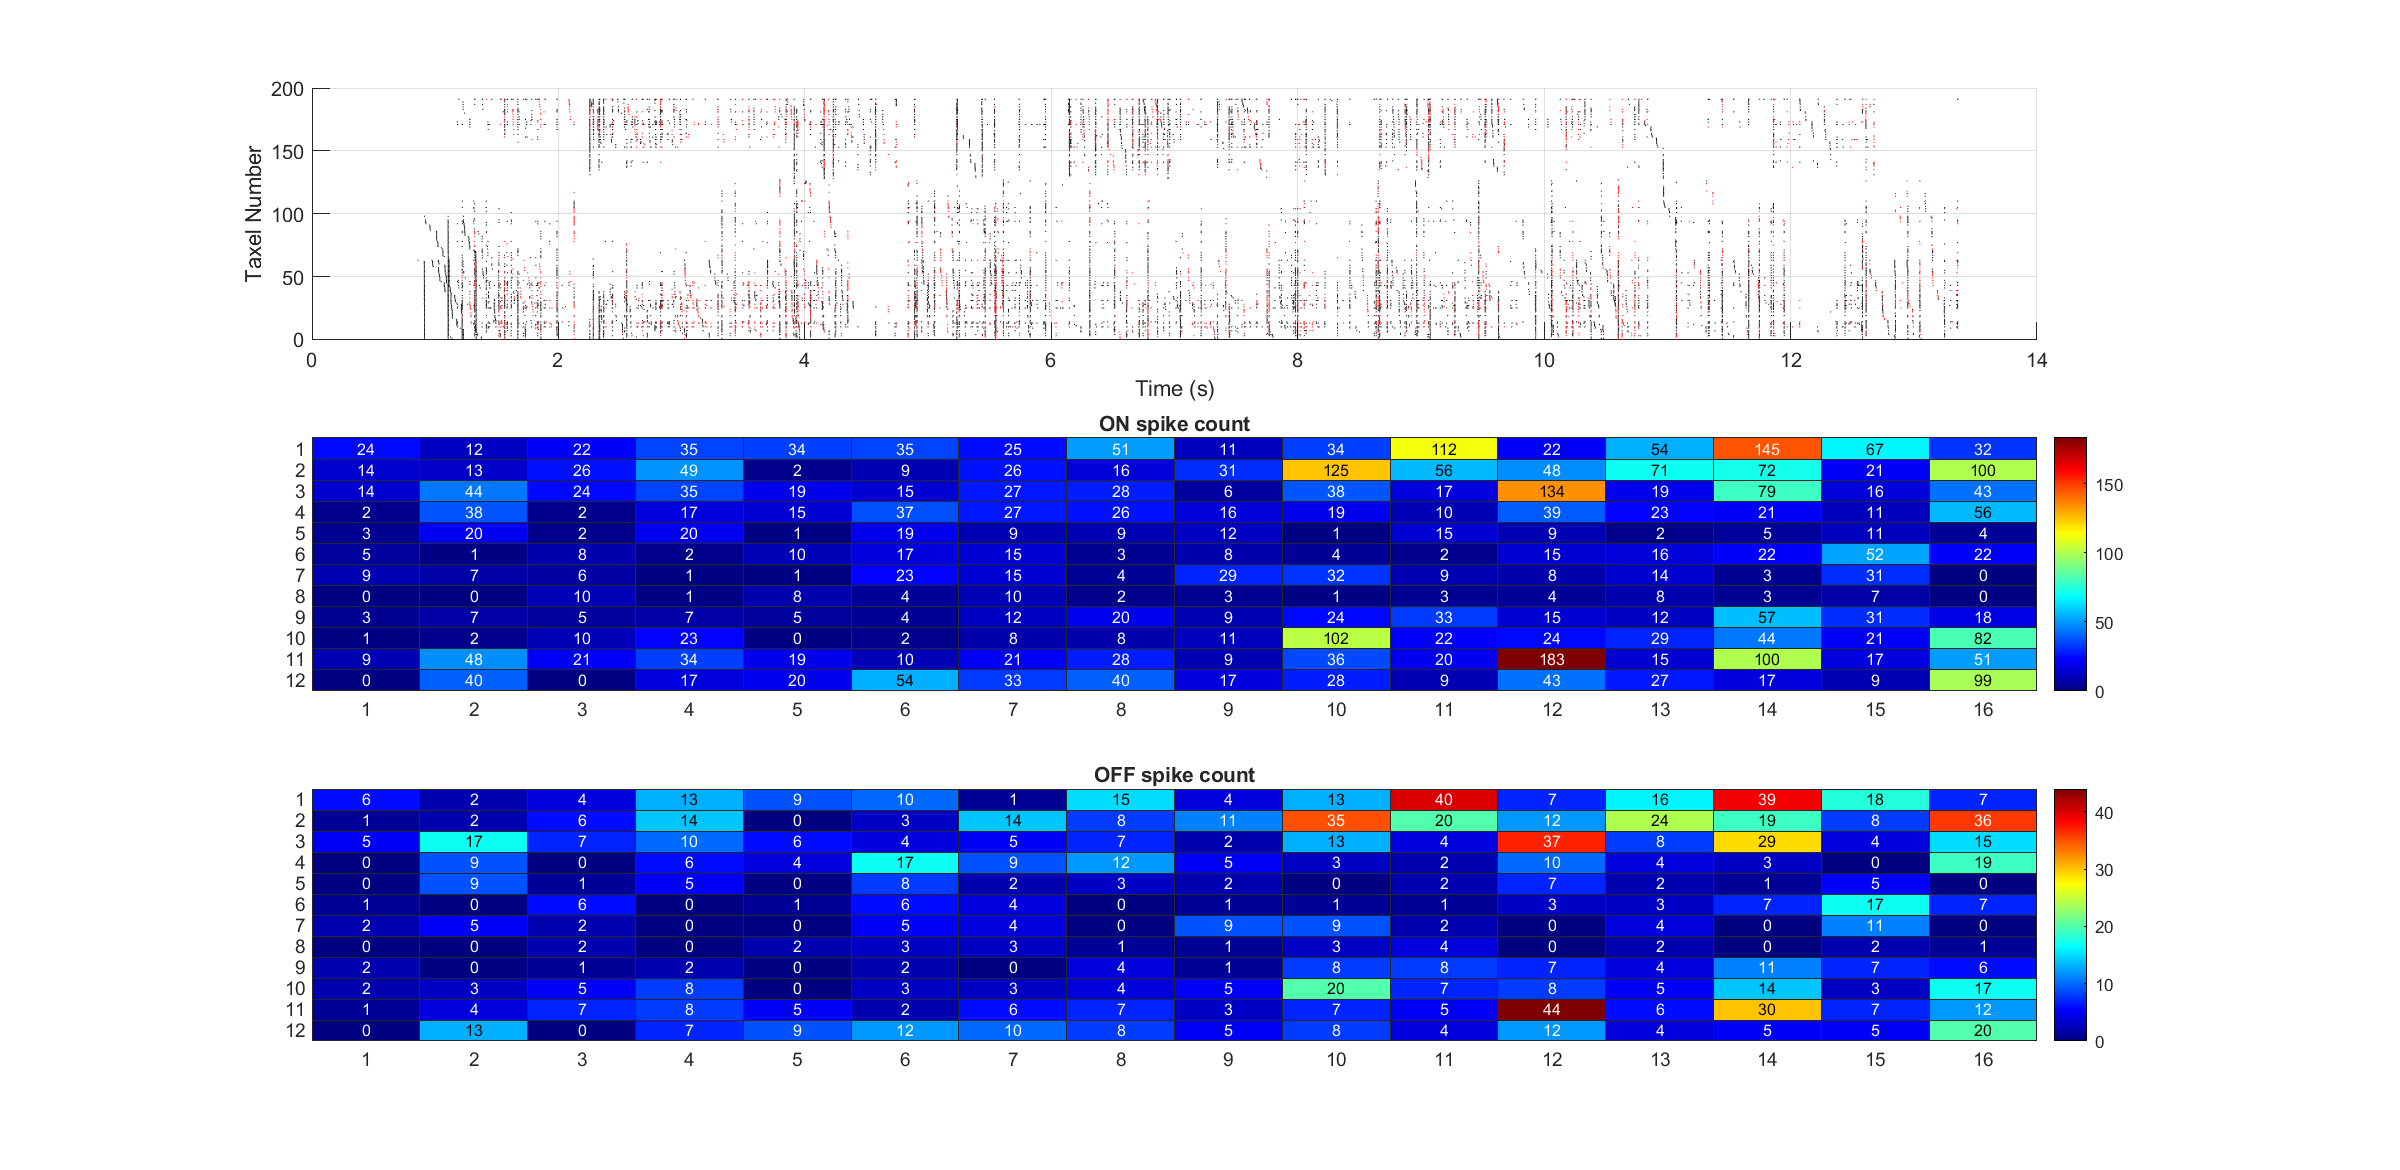 200
150
100
50
0
Taxel Number
0 2 4 6 8 10 12 14
Time (s)
ON spike count
1 24 12 22 35 34 35 25 51 11 34 112 22 54 145 67 32
2 14 13 26 49 2 9 26 16 31 125 56 48 71 72 21 100
3 14 44 24 35 19 15 27 28 6 38 17 134 19 79 16 43
4 2 38 2 17 15 37 27 26 16 19 10 39 23 21 11 56
5 3 20 2 20 1 19 9 9 12 1 15 9 2 5 11 4
6 5 1 8 2 10 17 15 3 8 4 2 15 16 22 52 22
7 9 7 6 1 1 23 15 4 29 32 9 8 14 3 31 0
8 0 0 10 1 8 4 10 2 3 1 3 4 8 3 7 0
9 3 7 5 7 5 4 12 20 9 24 33 15 12 57 31 18
10 1 2 10 23 0 2 8 8 11 102 22 24 29 44 21 82
11 9 48 21 34 19 10 21 28 9 36 20 183 15 100 17 51
12 0 40 0 17 20 54 33 40 17 28 9 43 27 17 9 99
1 2 3 4 5 6 7 8 9 10 11 12 13 14 15 16
150
100
50
0
OFF spike count
1 6 2 4 13 9 10 1 15 4 13 40 7 16 39 18 7
2 1 2 6 14 0 3 14 8 11 35 20 12 24 19 8 36
3 5 17 7 10 6 4 5 7 2 13 4 37 8 29 4 15
4 0 9 0 6 4 17 9 12 5 3 2 10 4 3 0 19
5 0 9 1 5 0 8 2 3 2 0 2 7 2 1 5 0
6 1 0 6 0 1 6 4 0 1 1 1 3 3 7 17 7
7 2 5 2 0 0 5 4 0 9 9 2 0 4 0 11 0
8 0 0 2 0 2 3 3 1 1 3 4 0 2 0 2 1
9 2 0 1 2 0 2 0 4 1 8 8 7 4 11 7 6
10 2 3 5 8 0 3 3 4 5 20 7 8 5 14 3 17
11 1 4 7 8 5 2 6 7 3 7 5 44 6 30 7 12
12 0 13 0 7 9 12 10 8 5 8 4 12 4 5 5 20
1 2 3 4 5 6 7 8 9 10 11 12 13 14 15 16
40
30
20
10
0